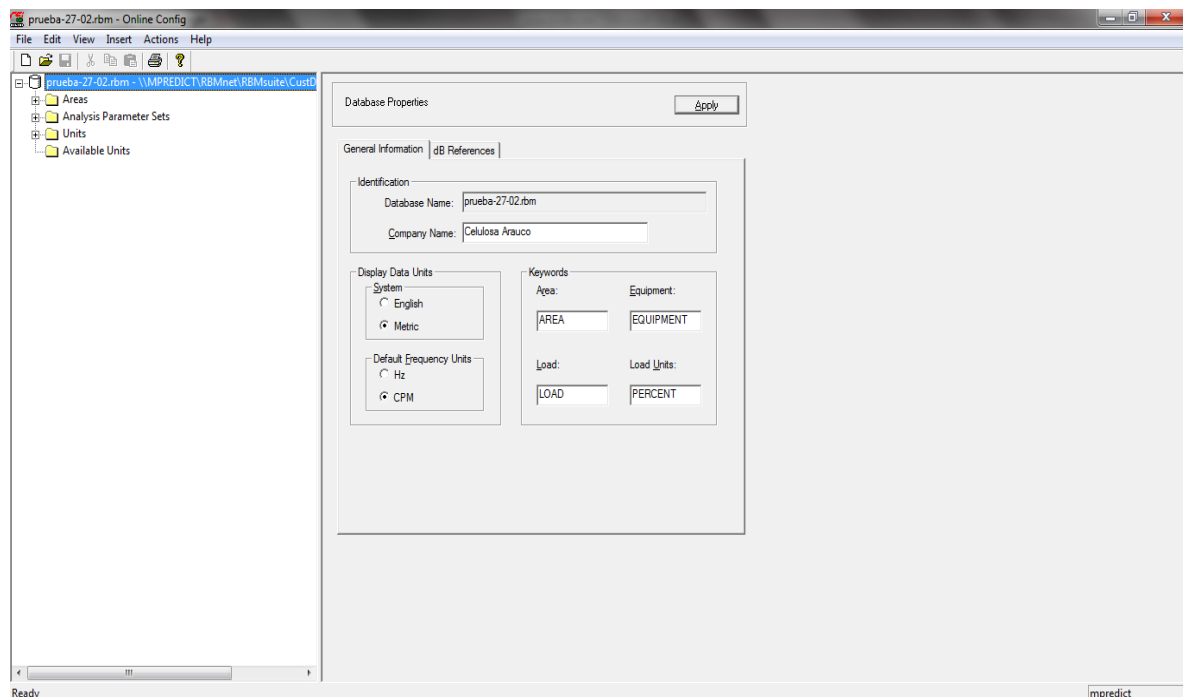 prueba-27-02.rbm - Online Config
File Edit View Insert Actions Help
prueba-27-02.rbm - \\MPREDICT\RBMnet\RBMsuite\CustD
Areas
Analysis Parameter Sets
Units
Available Units
Database Properties
Apply
General Information dB References
Identification
Database Name: prueba-27-02.rbm
Company Name: Celulosa Arauco
Display Data Units
System
English
Metric
Default Frequency Units
Hz
CPM
Keywords
Area: Equipment:
AREA EQUIPMENT
Load: Load Units:
LOAD PERCENT
Ready mpredict